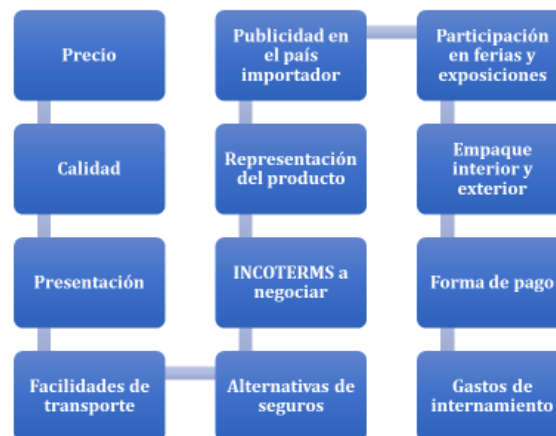 Precio
Calidad
Presentación
Facilidades de
transporte
Alternativas de
seguros
INCOTERMS a
negociar
Representación
del producto
Publicidad en
el país
importador
Participación
en ferias y
exposiciones
Empaque
interior y
exterior
Forma de pago
Gastos de
internamiento